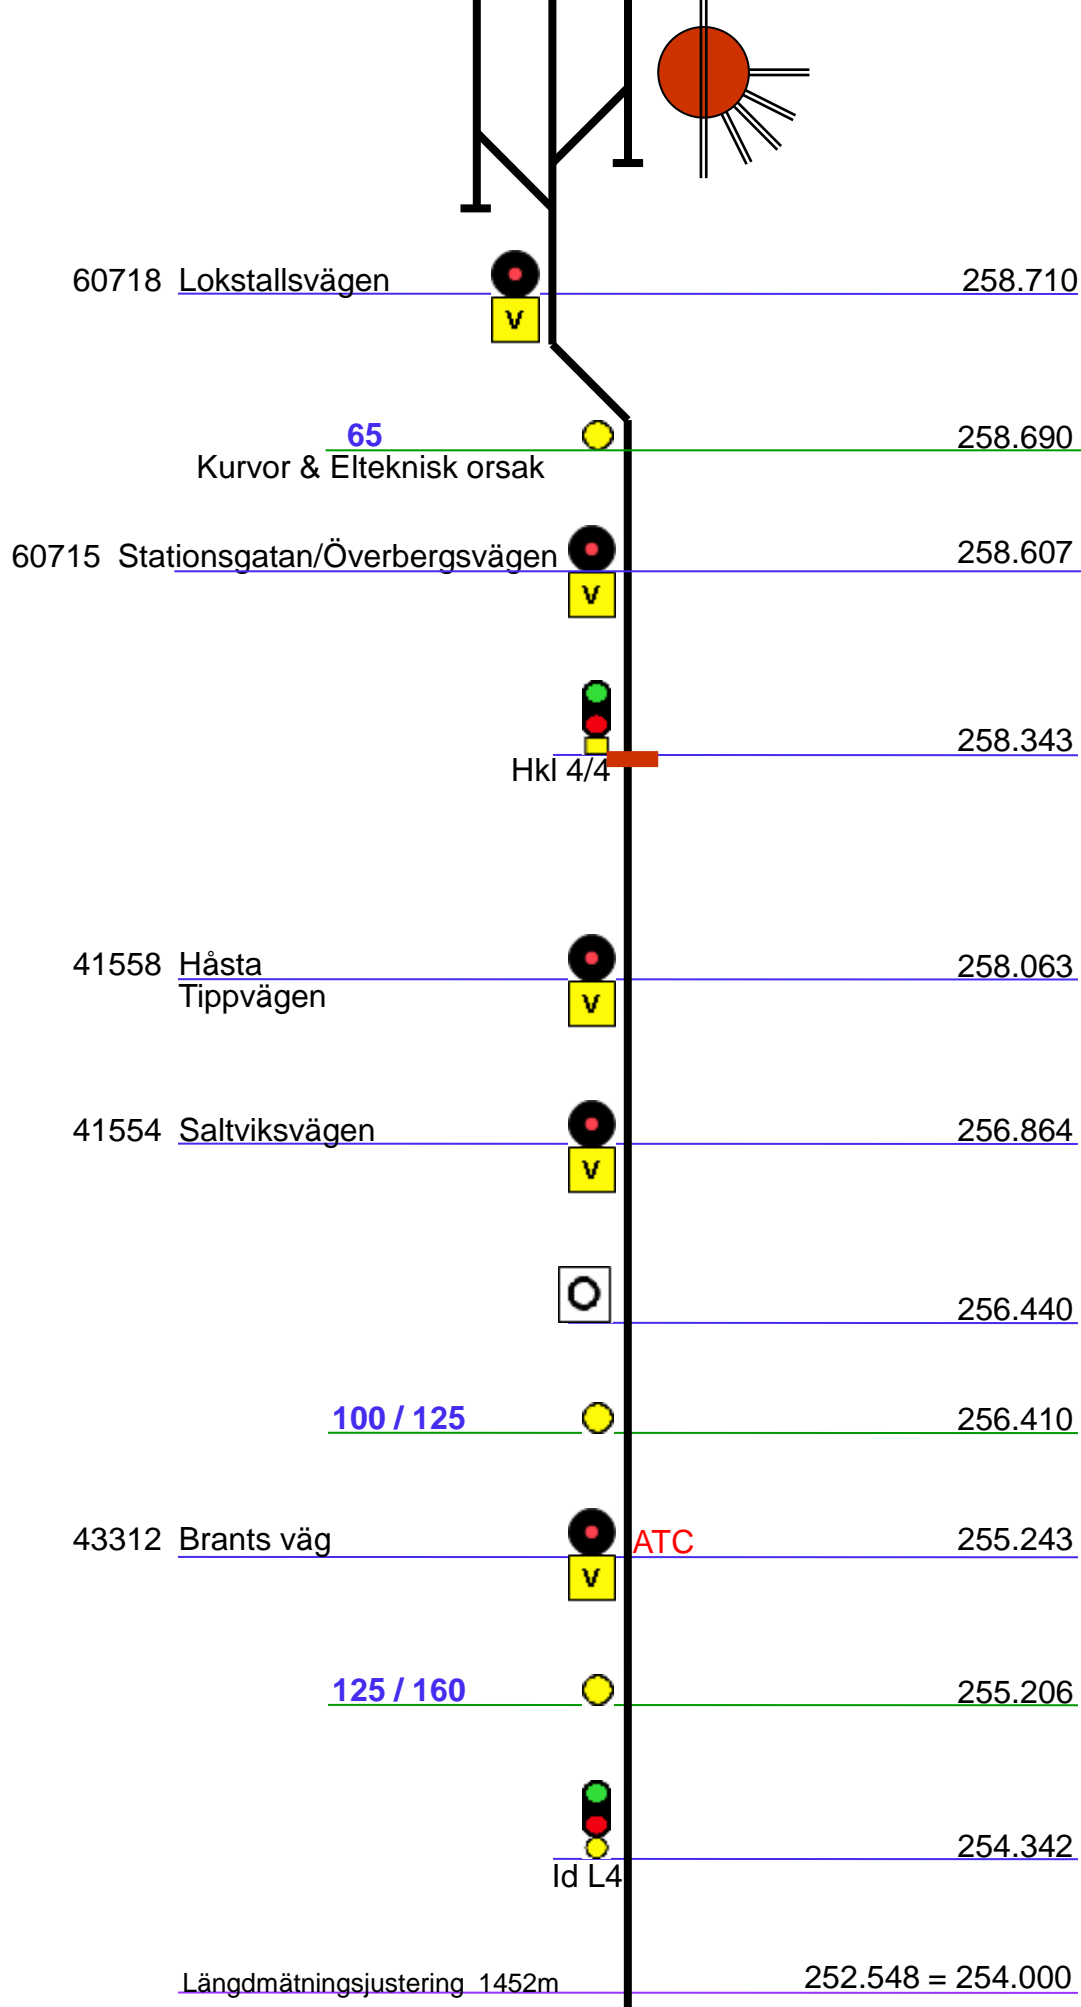 60718 Lokstallsvägen 258.710
V
65 258.690
Kurvor & Elteknisk orsak
60715 Stationsgatan/Överbergsvägen 258.607
V
258.343
Hkl 4/4
41558 Håsta 258.063
Tippvägen
V
41554 Saltviksvägen 256.864
V
O 256.440
100 / 125 256.410
43312 Brants väg ATC 255.243
V
125 / 160 255.206
254.342
Id L4
Längdmätningsjustering 1452m 252.548 = 254.000